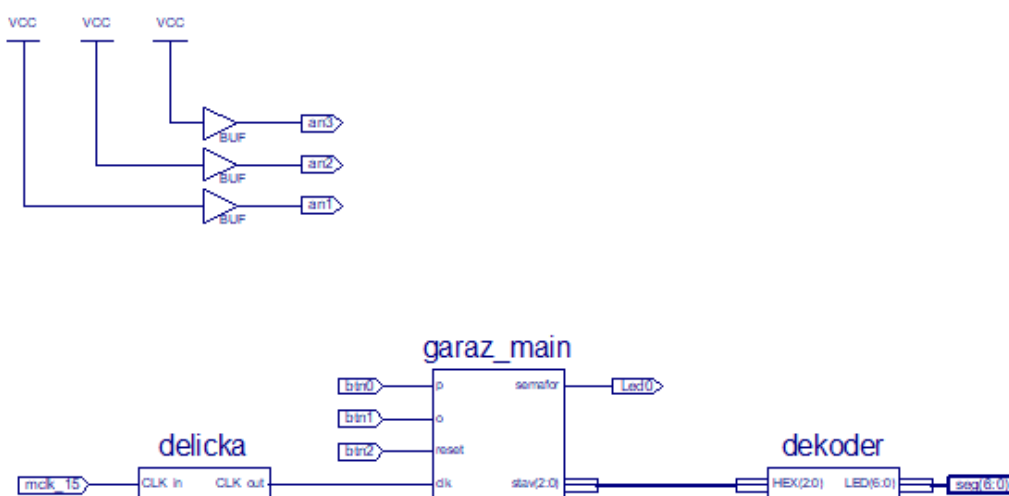 VCC VCC VCC
an3
BUF
an2
BUF
an1
BUF
garaz_main
btn0 p semafor Led0
btn1 o
btn2 reset
delicka
dekoder
mclk_15 CLK in CLK out clk stav(2:0) HEX(2:0) LED(6:0) seg(6:0)